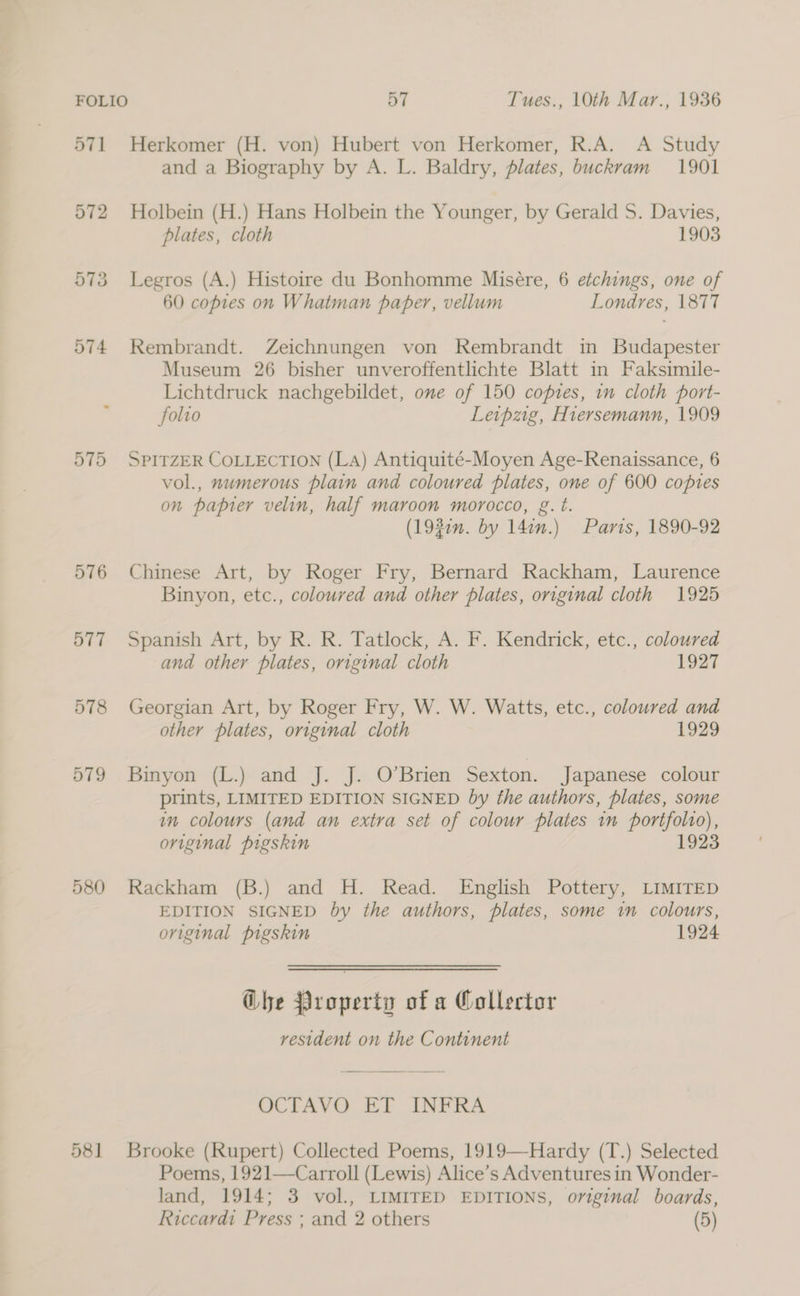 FOLIO 57 Tues., 10th Mar., 1936
571 Herkomer (H. von) Hubert von Herkomer, R.A. A Study
and a Biography by A. L. Baldry, plates, buckram 1901
572 Holbein (H.) Hans Holbein the Younger, by Gerald S. Davies,
plates, cloth 1903
573 Legros (A.) Histoire du Bonhomme Misère, 6 etchings, one of
60 copies on Whatman paper, vellum Londres, 1877
574 Rembrandt. Zeichnungen von Rembrandt in Budapester
Museum 26 bisher unveroffentlichte Blatt in Faksimile-
Lichtdruck nachgebildet, one of 150 copies, in cloth port-
folio Leipzig, Hiersemann, 1909
575 SPITZER COLLECTION (LA) Antiquité-Moyen Age-Renaissance, 6
vol., numerous plain and coloured plates, one of 600 copies
on papier velin, half maroon morocco, g. t.
(19¾in. by 14in.) Paris, 1890-92
576 Chinese Art, by Roger Fry, Bernard Rackham, Laurence
Binyon, etc., coloured and other plates, original cloth 1925
577 Spanish Art, by R. R. Tatlock, A. F. Kendrick, etc., coloured
and other plates, original cloth 1927
578 Georgian Art, by Roger Fry, W. W. Watts, etc., coloured and
other plates, original cloth 1929
579 Binyon (L.) and J. J. O'Brien Sexton. Japanese colour
prints, LIMITED EDITION SIGNED by the authors, plates, some
in colours (and an extra set of colour plates in portfolio),
original pigskin 1923
580 Rackham (B.) and H. Read. English Pottery, LIMITED
EDITION SIGNED by the authors, plates, some in colours,
original pigskin 1924
The Property of a Collector
resident on the Continent
OCTAVO ET INFRA
581 Brooke (Rupert) Collected Poems, 1919—Hardy (T.) Selected
Poems, 1921—Carroll (Lewis) Alice's Adventures in Wonder-
land, 1914; 3 vol., LIMITED EDITIONS, original boards,
Riccardi Press ; and 2 others (5)